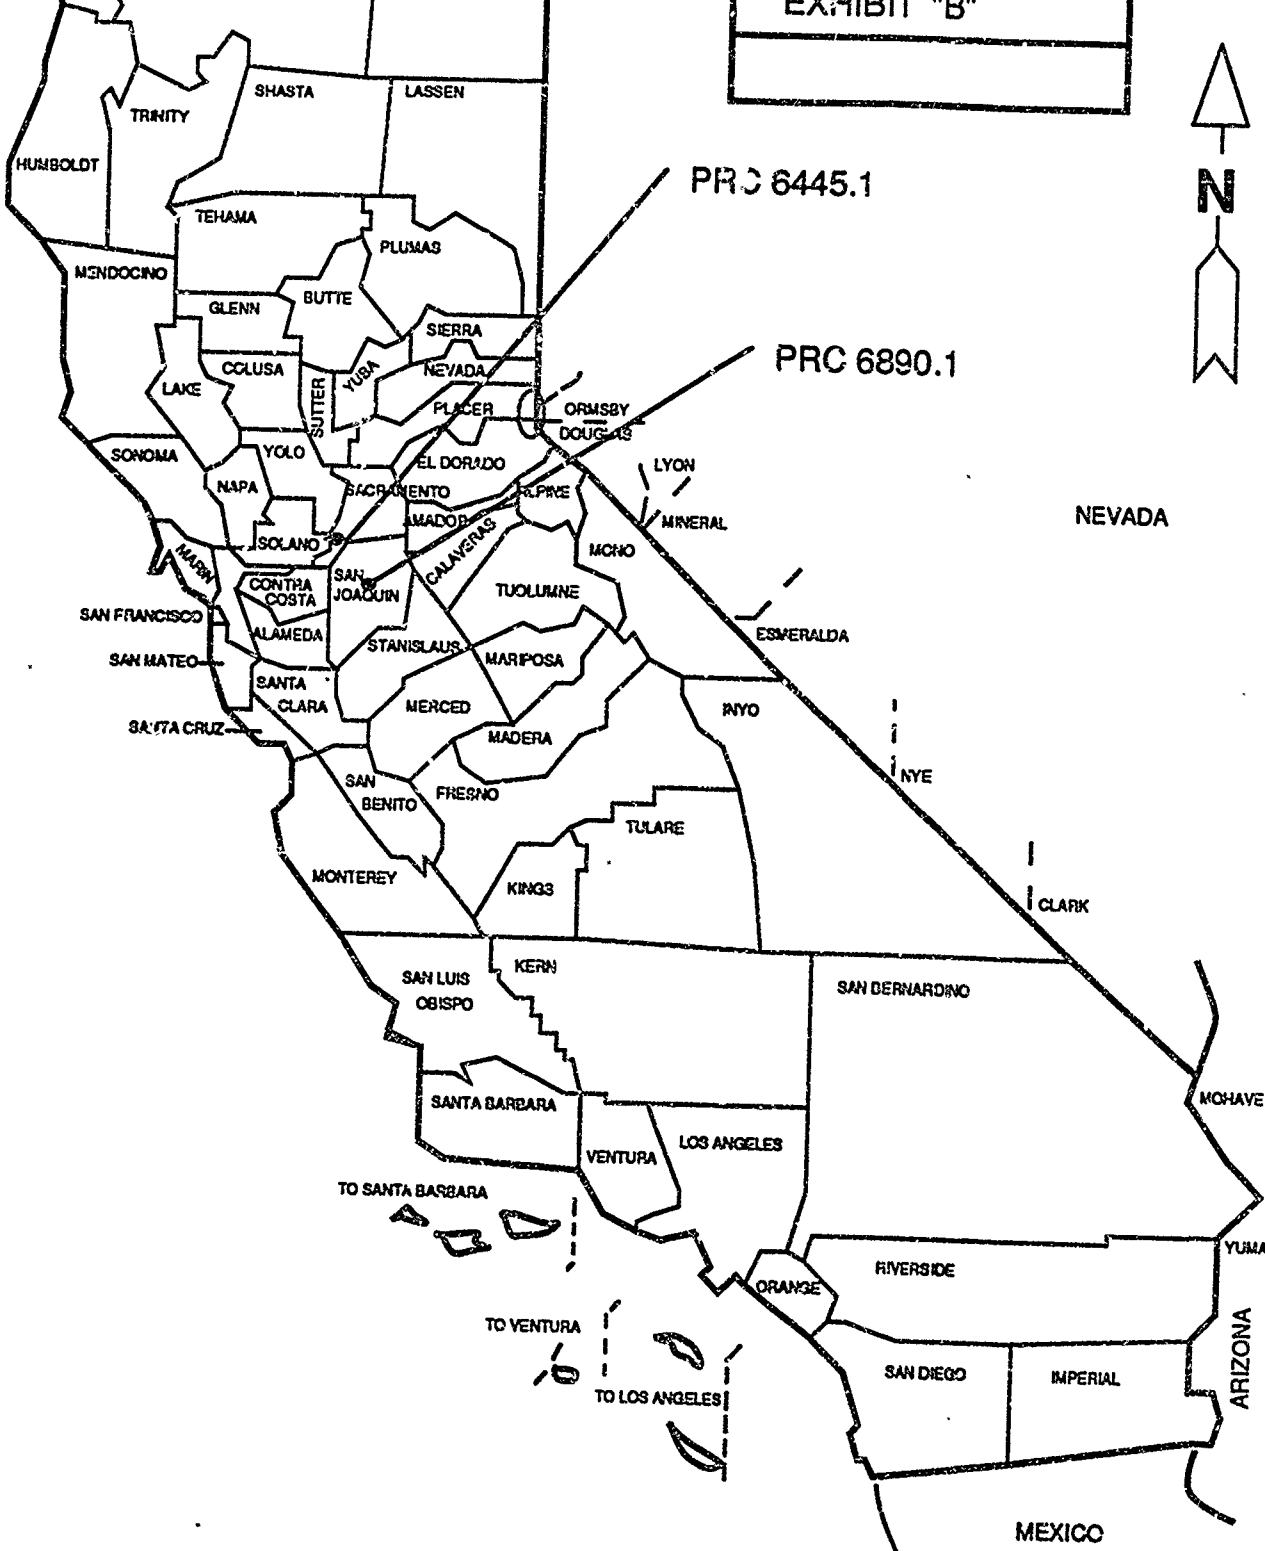 EXHIBIT "B"
SHASTA
LASSEN
TRINITY
HUMBOLDT
PRC 6445.1
N
TEHAMA
PLUMAS
MENDOCINO
GLENN
BUTTE
SIERRA
COLUSA
YUBA
NEVADA
PRC 6890.1
LAKE
SUTTER
PLACER
ORMSBY
DOUGLAS
SONOMA
YOLO
EL DORADO
LYON
NAPA
SACRAMENTO
ALPINE
AMADOR
MINERAL
NEVADA
SOLANO
CALAVERAS
MONO
MARIN
CONTRA
COSTA
SAN
JOAQUIN
TUOLUMNE
SAN FRANCISCO
ALAMEDA
STANISLAUS
ESMERALDA
SAN MATEO
MARIPOSA
SANTA
CLARA
MERCED
INYO
SANTA CRUZ
MADERA
SAN
BENITO
FRESNO
NYE
TULARE
MONTEREY
KINGS
CLARK
SAN LUIS
OBISPO
KERN
SAN BERNARDINO
SANTA BARBARA
MOHAVE
VENTURA
LOS ANGELES
TO SANTA BARBARA
YUMA
RIVERSIDE
ORANGE
TO VENTURA
SAN DIEGO
IMPERIAL
ARIZONA
TO LOS ANGELES
MEXICO